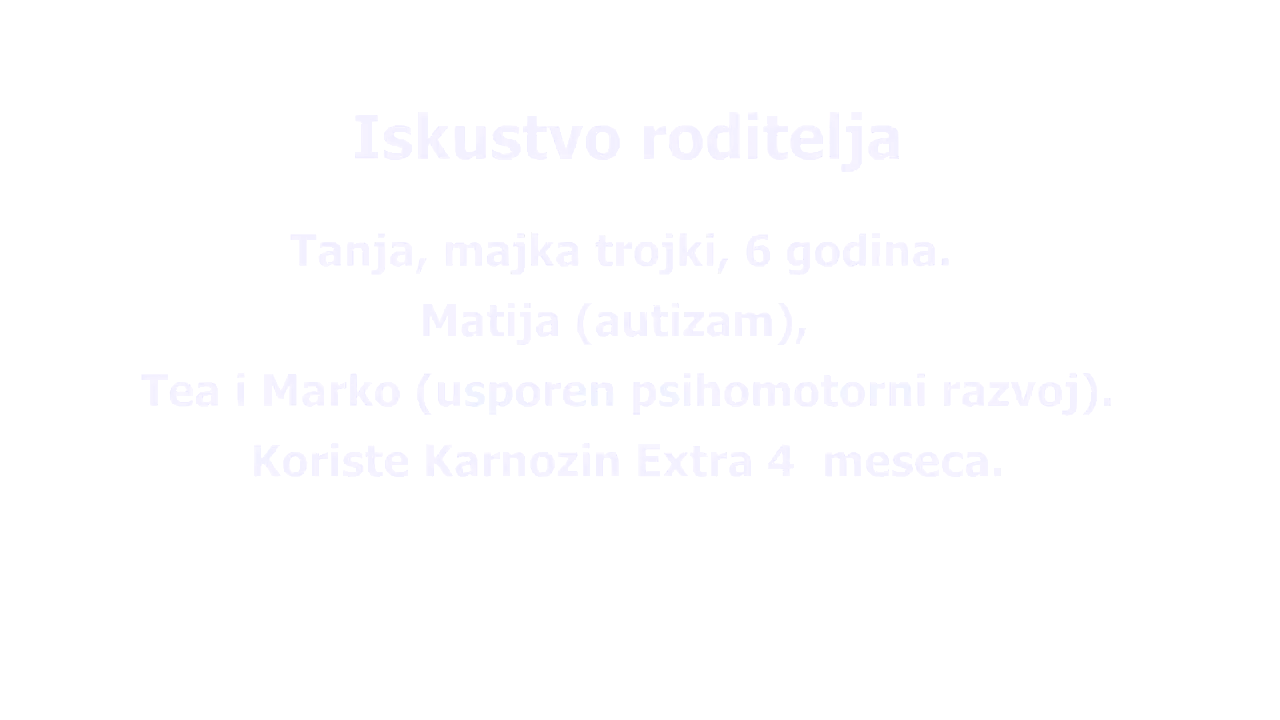 Iskustvo roditelja
Tanja, majka trojki, 6 godina.
Matija (autizam),
Tea i Marko (usporen psihomotorni razvoj).
Koriste Karnozin Extra 4  meseca.